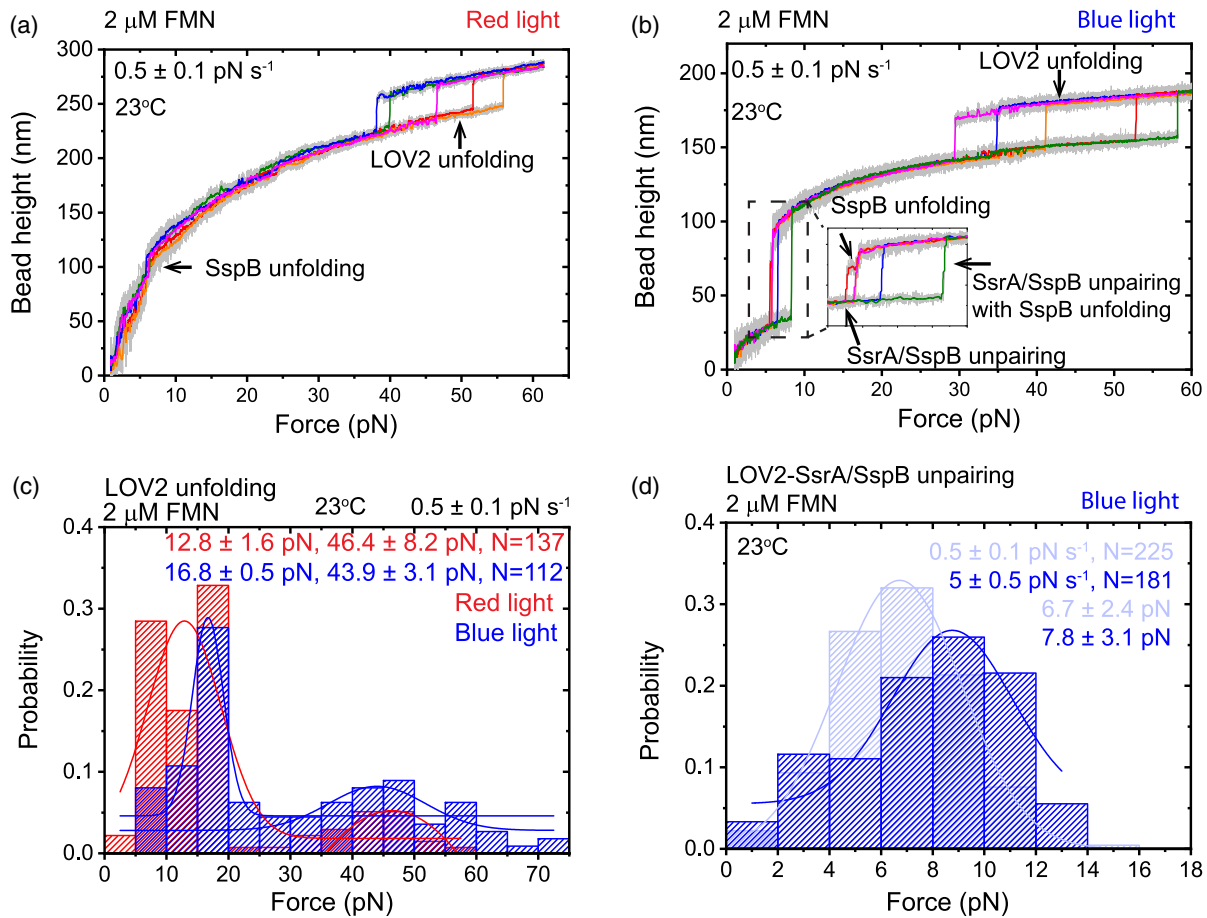 (a)
2 μM FMN
Red light
0.5 ± 0.1 pN s⁻¹
23°C
LOV2 unfolding
SspB unfolding
Bead height (nm)
300
250
200
150
100
50
0
0 10 20 30 40 50 60
Force (pN)
(b)
2 μM FMN
Blue light
0.5 ± 0.1 pN s⁻¹
23°C
LOV2 unfolding
SspB unfolding
SsrA/SspB unpairing
with SspB unfolding
SsrA/SspB unpairing
Bead height (nm)
200
150
100
50
0
0 10 20 30 40 50 60
Force (pN)
(c)
LOV2 unfolding
2 μM FMN
23°C
0.5 ± 0.1 pN s⁻¹
12.8 ± 1.6 pN, 46.4 ± 8.2 pN, N=137
16.8 ± 0.5 pN, 43.9 ± 3.1 pN, N=112
Red light
Blue light
Probability
0.4
0.3
0.2
0.1
0.0
0 10 20 30 40 50 60 70
Force (pN)
(d)
LOV2-SsrA/SspB unpairing
2 μM FMN
Blue light
23°C
0.5 ± 0.1 pN s⁻¹, N=225
5 ± 0.5 pN s⁻¹, N=181
6.7 ± 2.4 pN
7.8 ± 3.1 pN
Probability
0.4
0.3
0.2
0.1
0.0
0 2 4 6 8 10 12 14 16 18
Force (pN)